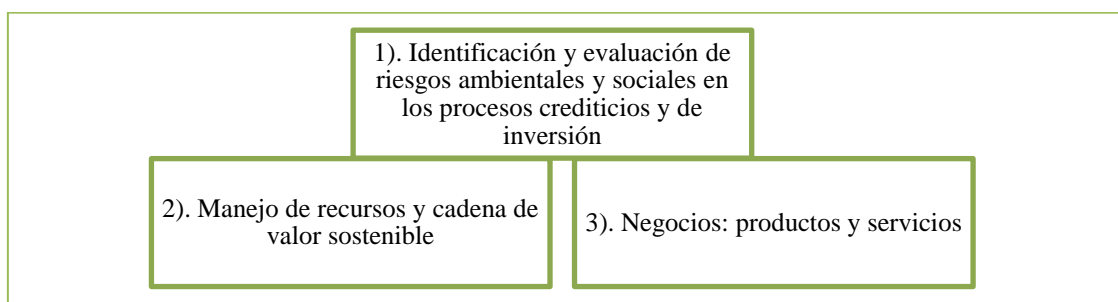 1). Identificación y evaluación de
riesgos ambientales y sociales en
los procesos crediticios y de
inversión
2). Manejo de recursos y cadena de
valor sostenible
3). Negocios: productos y servicios